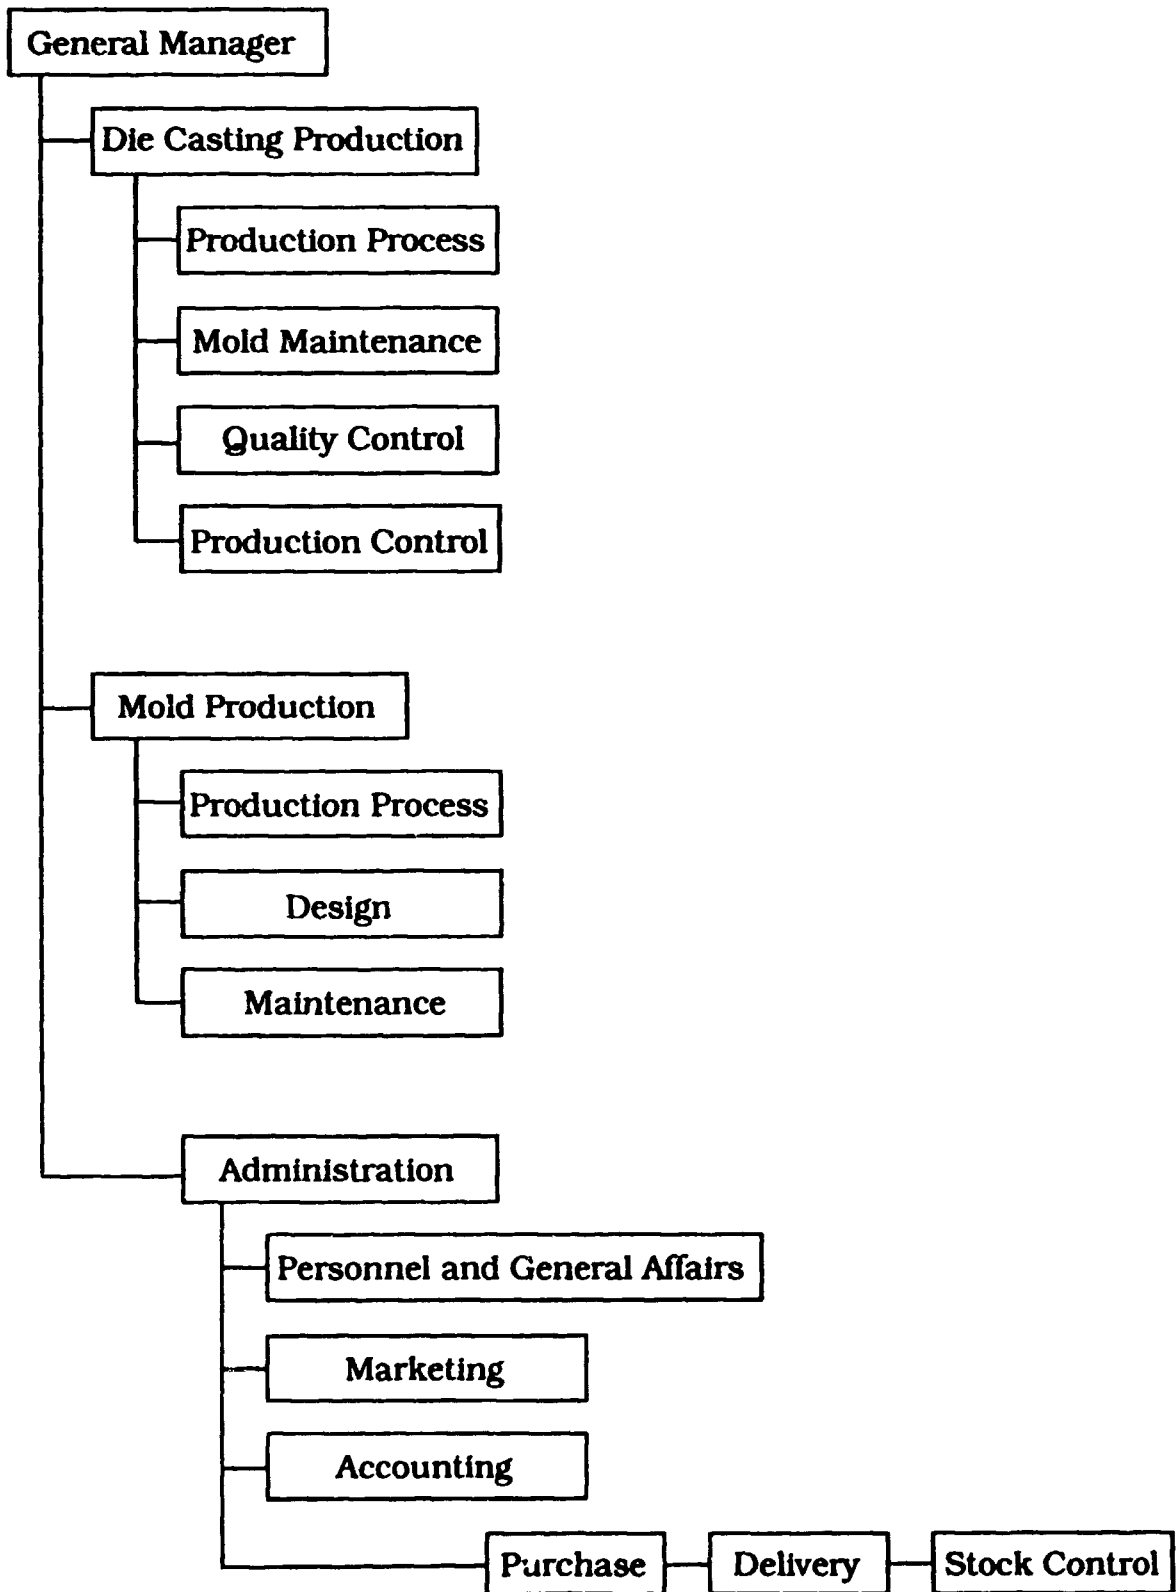 General Manager
Die Casting Production
Production Process
Mold Maintenance
Quality Control
Production Control
Mold Production
Production Process
Design
Maintenance
Administration
Personnel and General Affairs
Marketing
Accounting
Purchase Delivery Stock Control